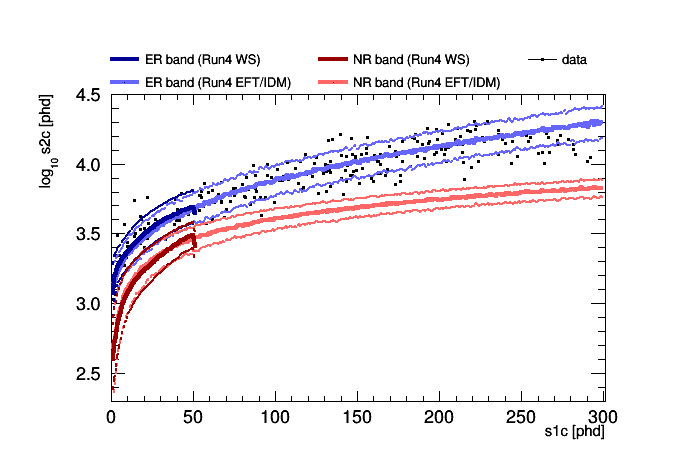 ER band (Run4 WS) NR band (Run4 WS) data
ER band (Run4 EFT/IDM) NR band (Run4 EFT/IDM)
log10 s2c [phd]
4.5
4.0
3.5
3.0
2.5
0 50 100 150 200 250 300
s1c [phd]